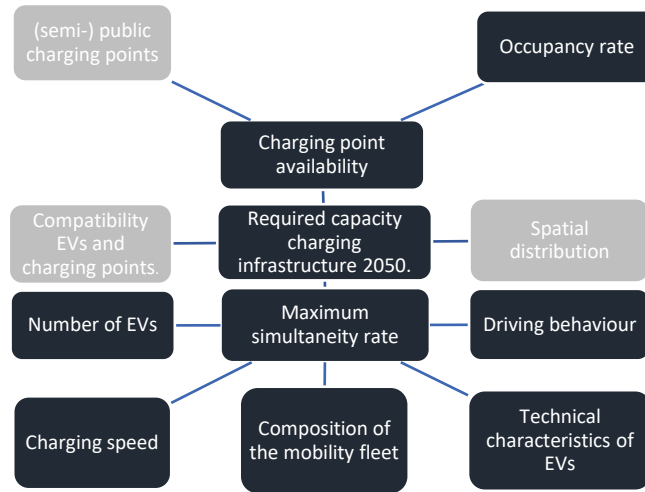 (semi-) public
charging points
Occupancy rate
Charging point
availability
Compatibility
EVs and
charging points.
Required capacity
charging
infrastructure 2050.
Spatial
distribution
Number of EVs
Maximum
simultaneity rate
Driving behaviour
Charging speed
Composition of
the mobility fleet
Technical
characteristics of
EVs